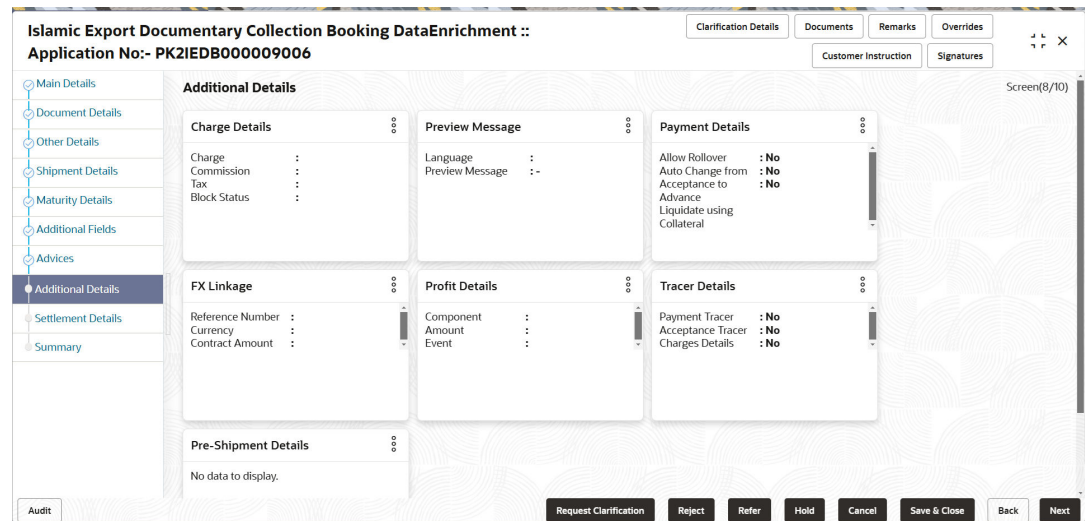 Islamic Export Documentary Collection Booking DataEnrichment ::
Application No:- PK2IEDB000009006
Clarification Details
Documents
Remarks
Overrides
Customer Instruction
Signatures
Main Details
Document Details
Other Details
Shipment Details
Maturity Details
Additional Fields
Advices
Additional Details
Settlement Details
Summary
Additional Details
Screen(8/10)
Charge Details
Charge :
Commission :
Tax :
Block Status :
Preview Message
Language :
Preview Message : -
Payment Details
Allow Rollover : No
Auto Change from : No
Acceptance to : No
Advance
Liquidate using
Collateral
FX Linkage
Reference Number :
Currency :
Contract Amount :
Profit Details
Component :
Amount :
Event :
Tracer Details
Payment Tracer : No
Acceptance Tracer : No
Charges Details : No
Pre-Shipment Details
No data to display.
Audit
Request Clarification
Reject
Refer
Hold
Cancel
Save & Close
Back
Next